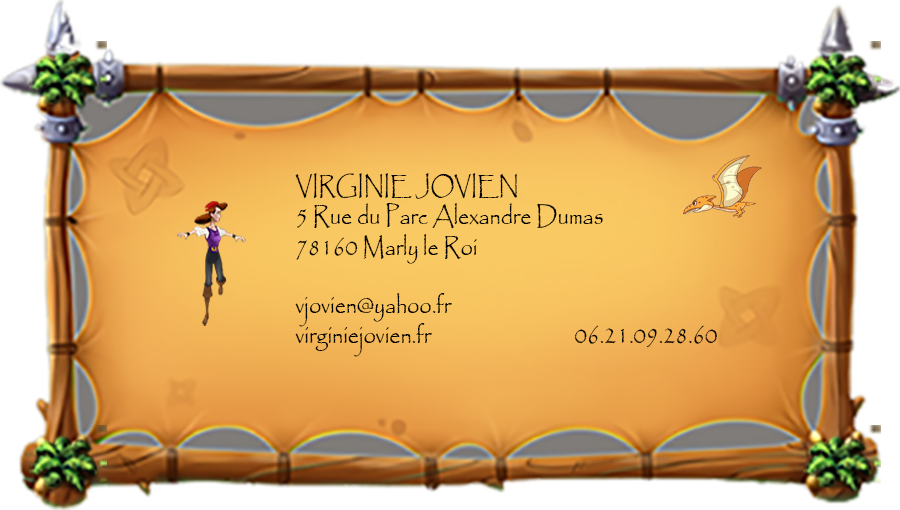 VIRGINIE JOVIEN
5 Rue du Parc Alexandre Dumas
78160 Marly le Roi
vjovien@yahoo.fr
virginiejovien.fr 06.21.09.28.60